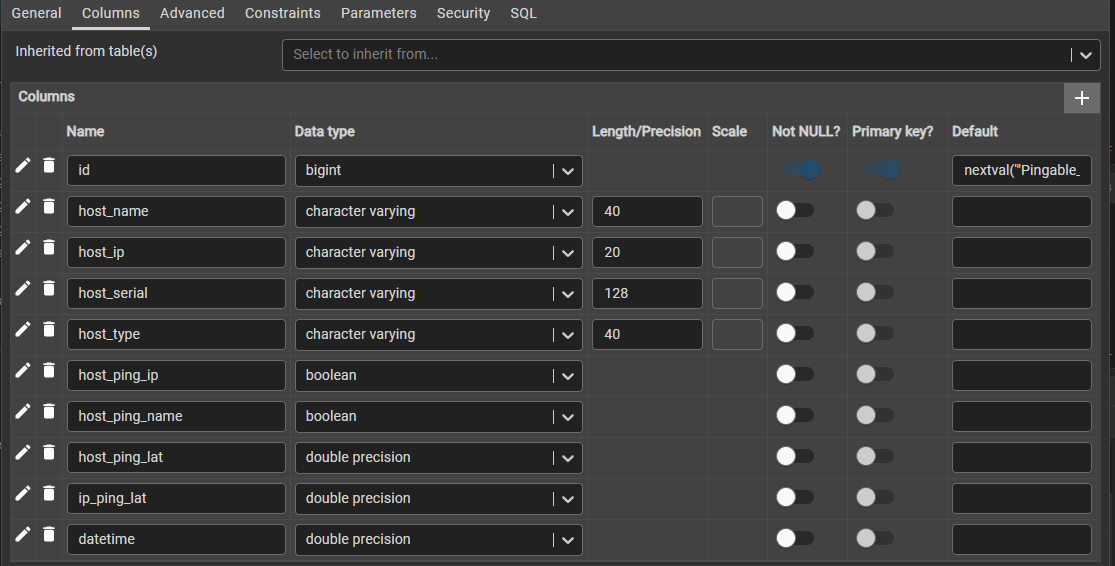 General Columns Advanced Constraints Parameters Security SQL
Inherited from table(s) Select to inherit from...
Columns
Name Data type Length/Precision Scale Not NULL? Primary key? Default
id bigint nextval('"Pingable_
host_name character varying 40
host_ip character varying 20
host_serial character varying 128
host_type character varying 40
host_ping_ip boolean
host_ping_name boolean
host_ping_lat double precision
ip_ping_lat double precision
datetime double precision